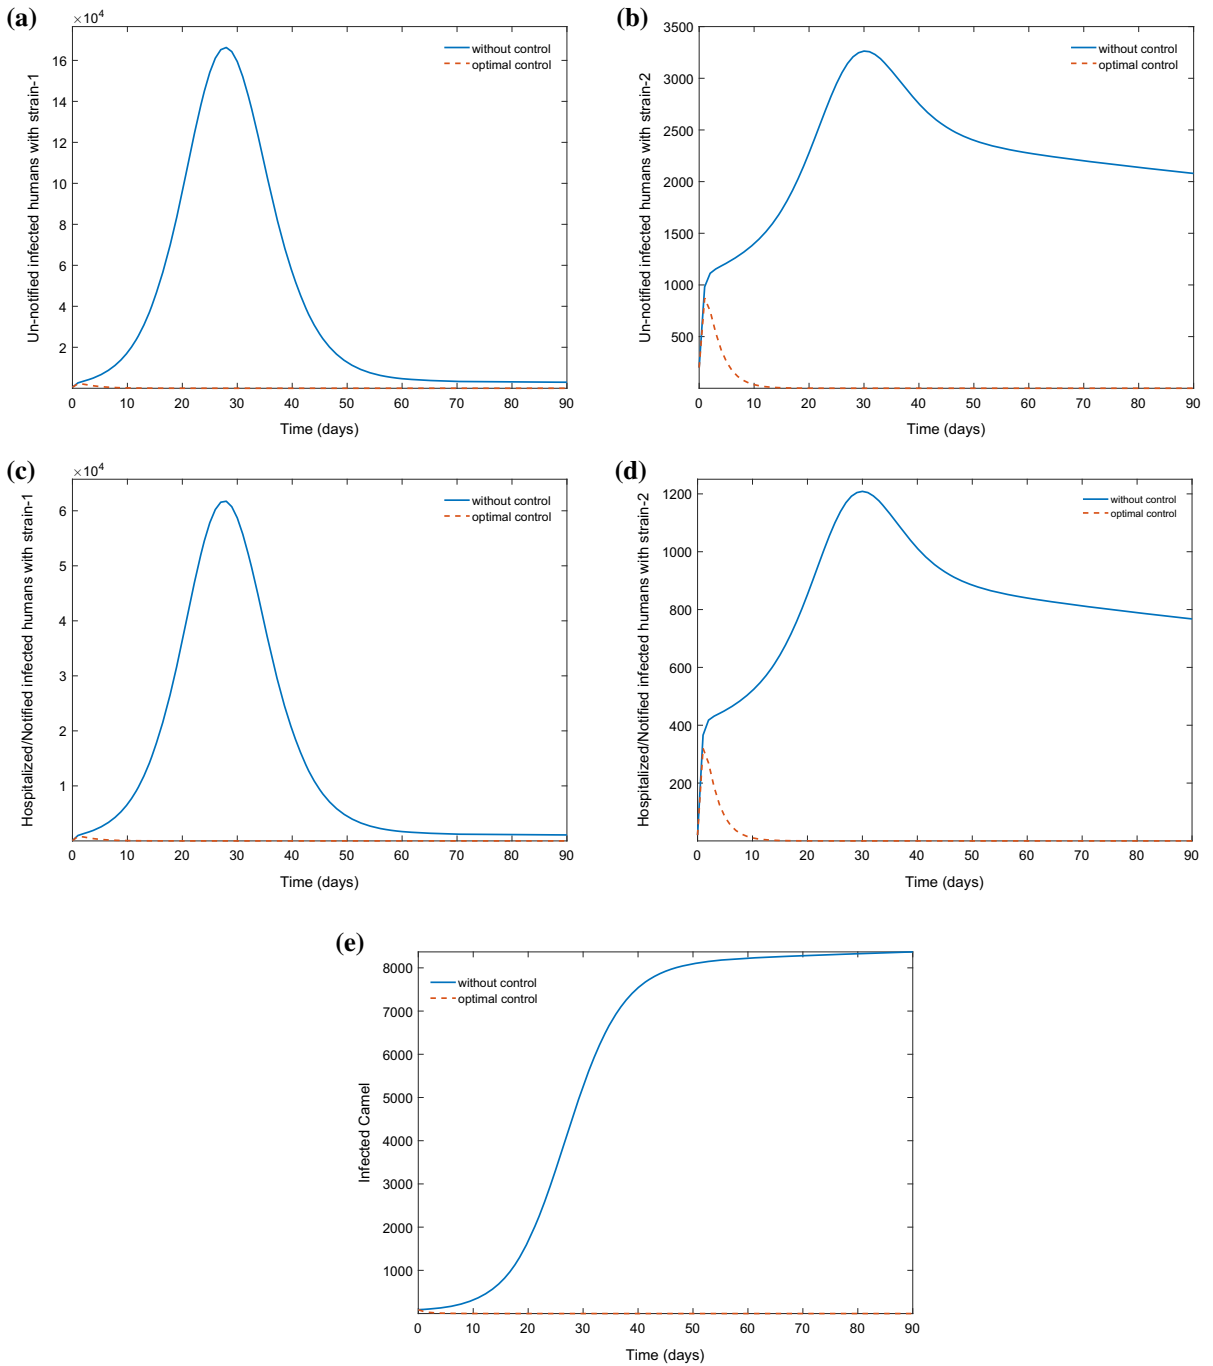 (a)
×10⁴
Un-notified infected humans with strain-1
16
14
12
10
8
6
4
2
without control
optimal control
0 10 20 30 40 50 60 70 80 90
Time (days)
(b)
Un-notified infected humans with strain-2
3500
3000
2500
2000
1500
1000
500
without control
optimal control
0 10 20 30 40 50 60 70 80 90
Time (days)
(c)
×10⁴
Hospitalized/Notified infected humans with strain-1
6
5
4
3
2
1
without control
optimal control
0 10 20 30 40 50 60 70 80 90
Time (days)
(d)
Hospitalized/Notified infected humans with strain-2
1200
1000
800
600
400
200
without control
optimal control
0 10 20 30 40 50 60 70 80 90
Time (days)
(e)
Infected Camel
8000
7000
6000
5000
4000
3000
2000
1000
without control
optimal control
0 10 20 30 40 50 60 70 80 90
Time (days)